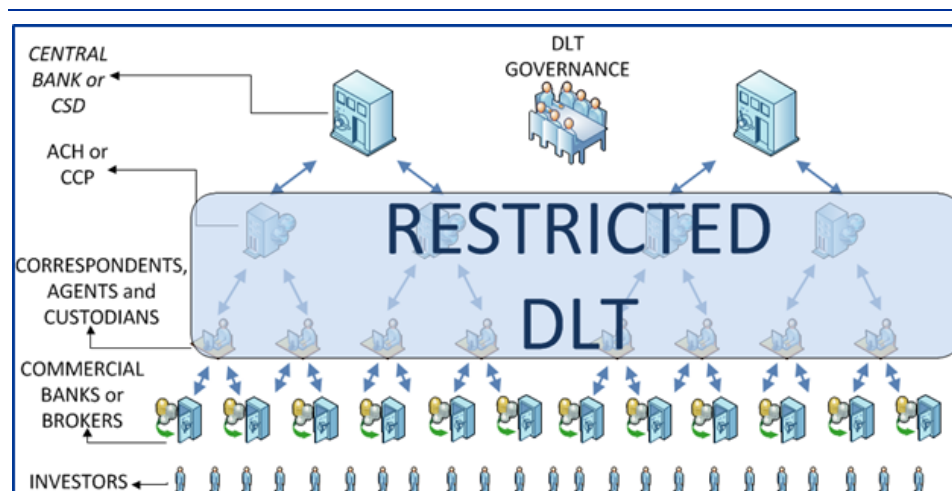 CENTRAL
BANK or
CSD
DLT
GOVERNANCE
ACH or
CCP
RESTRICTED
DLT
CORRESPONDENTS,
AGENTS and
CUSTODIANS
COMMERCIAL
BANKS or
BROKERS
INVESTORS